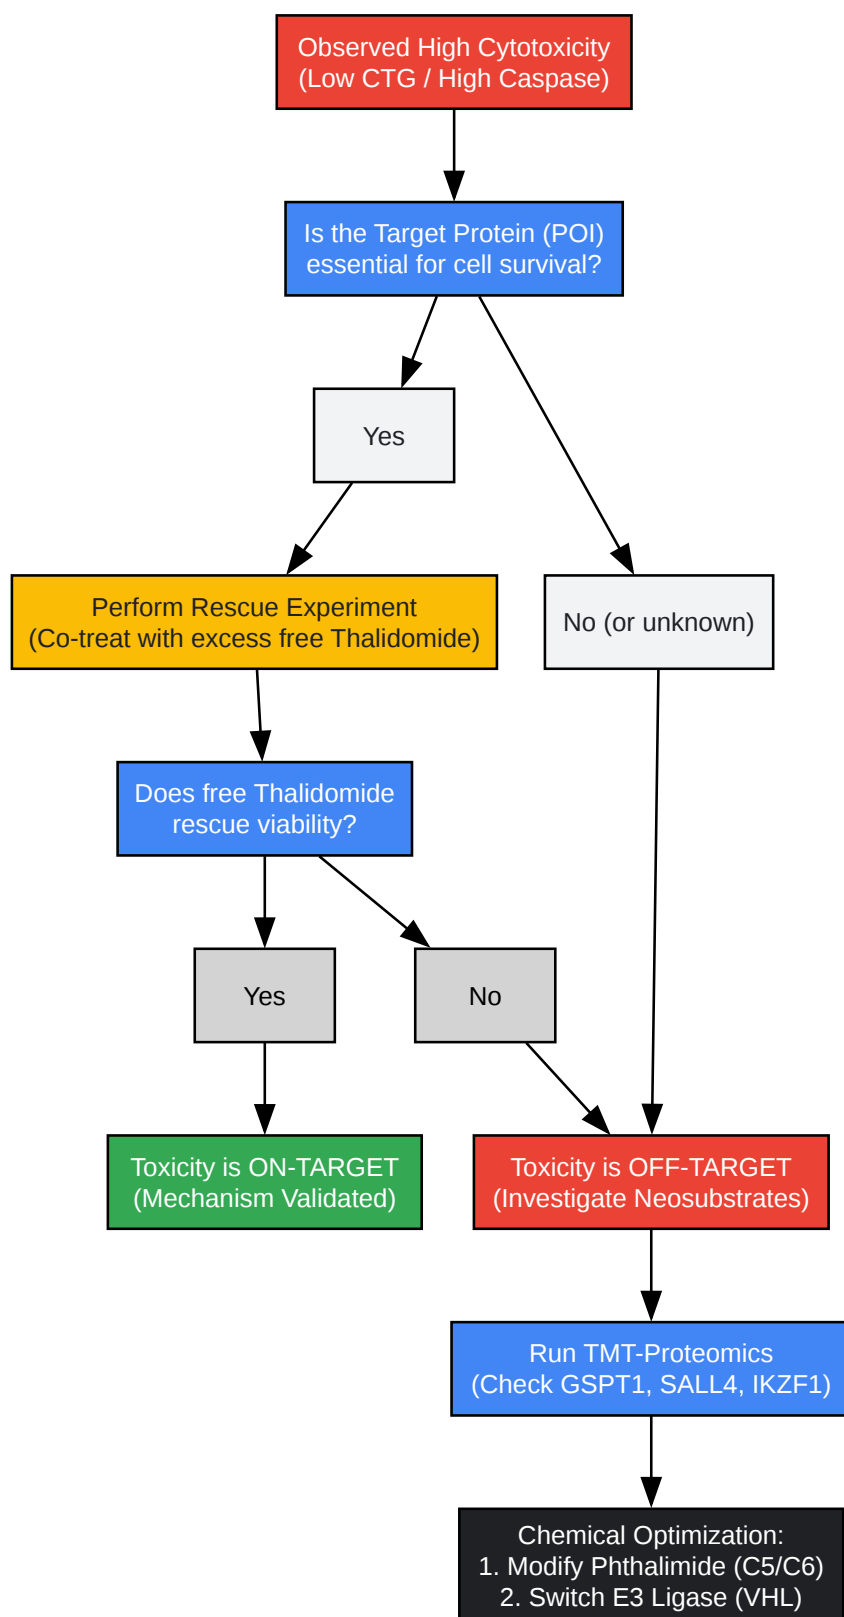 Observed High Cytotoxicity
(Low CTG / High Caspase)
Is the Target Protein (POI)
essential for cell survival?
Yes
Perform Rescue Experiment
(Co-treat with excess free Thalidomide)
No (or unknown)
Does free Thalidomide
rescue viability?
Yes
No
Toxicity is ON-TARGET
(Mechanism Validated)
Toxicity is OFF-TARGET
(Investigate Neosubstrates)
Run TMT-Proteomics
(Check GSPT1, SALL4, IKZF1)
Chemical Optimization:
1. Modify Phthalimide (C5/C6)
2. Switch E3 Ligase (VHL)